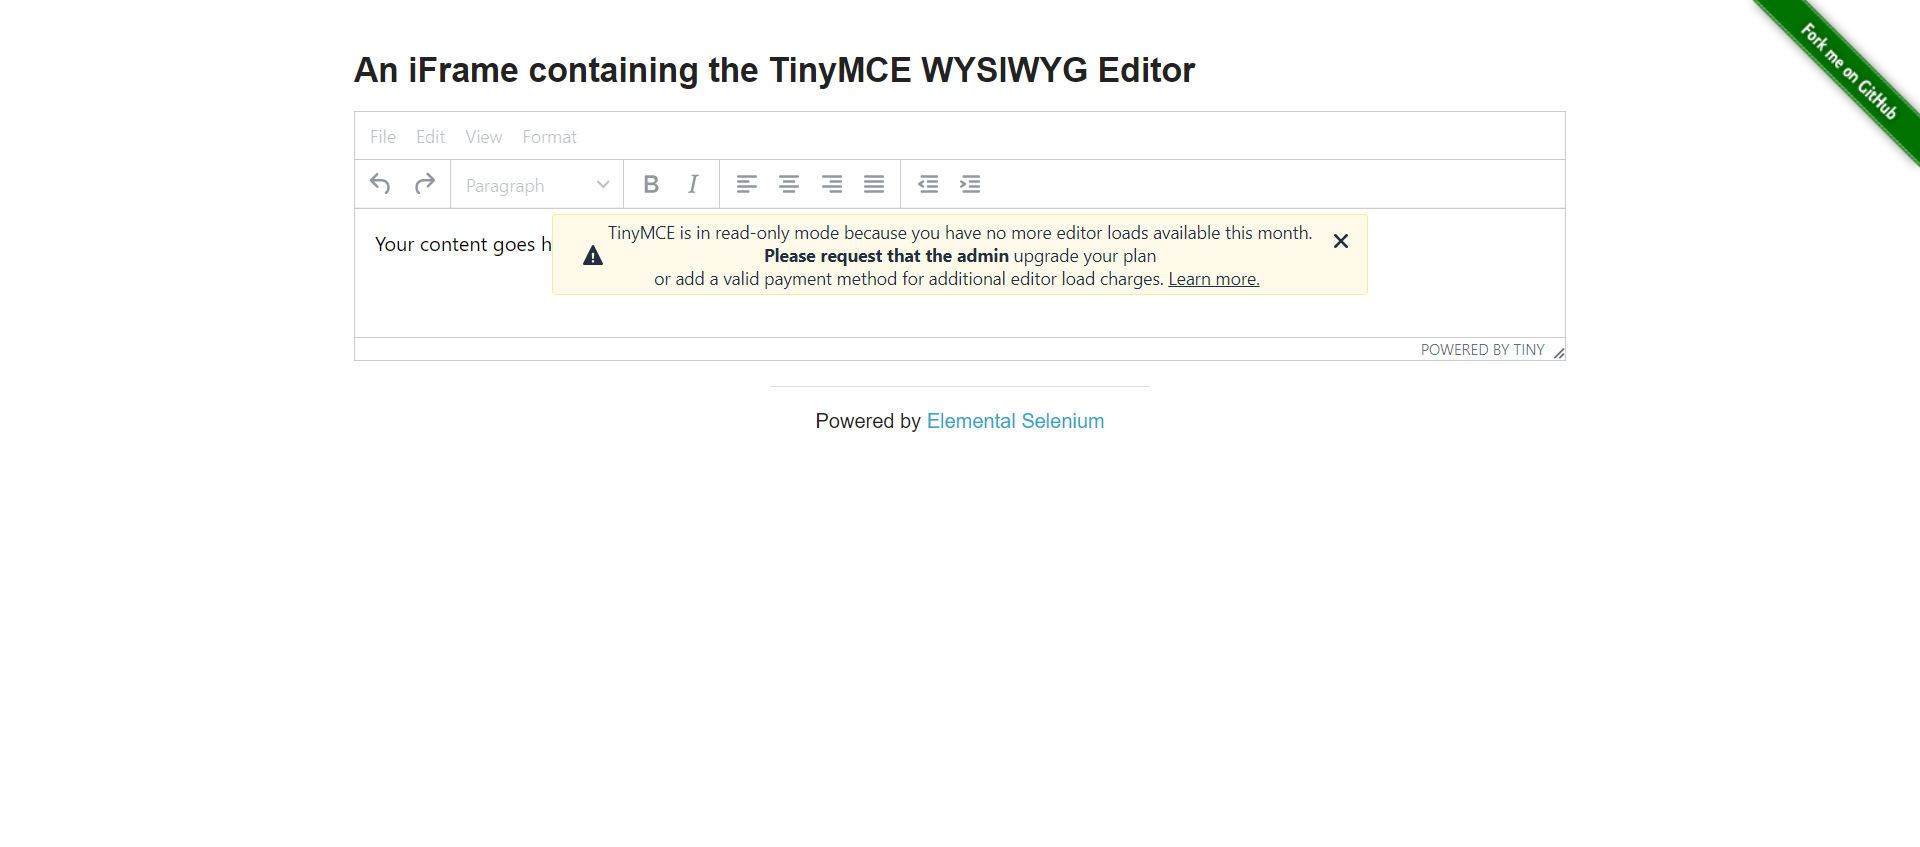 Fork me on GitHub
An iFrame containing the TinyMCE WYSIWYG Editor
File Edit View Format
Paragraph B I
Your content goes h
TinyMCE is in read-only mode because you have no more editor loads available this month.
Please request that the admin upgrade your plan
or add a valid payment method for additional editor load charges. Learn more.
POWERED BY TINY
Powered by Elemental Selenium